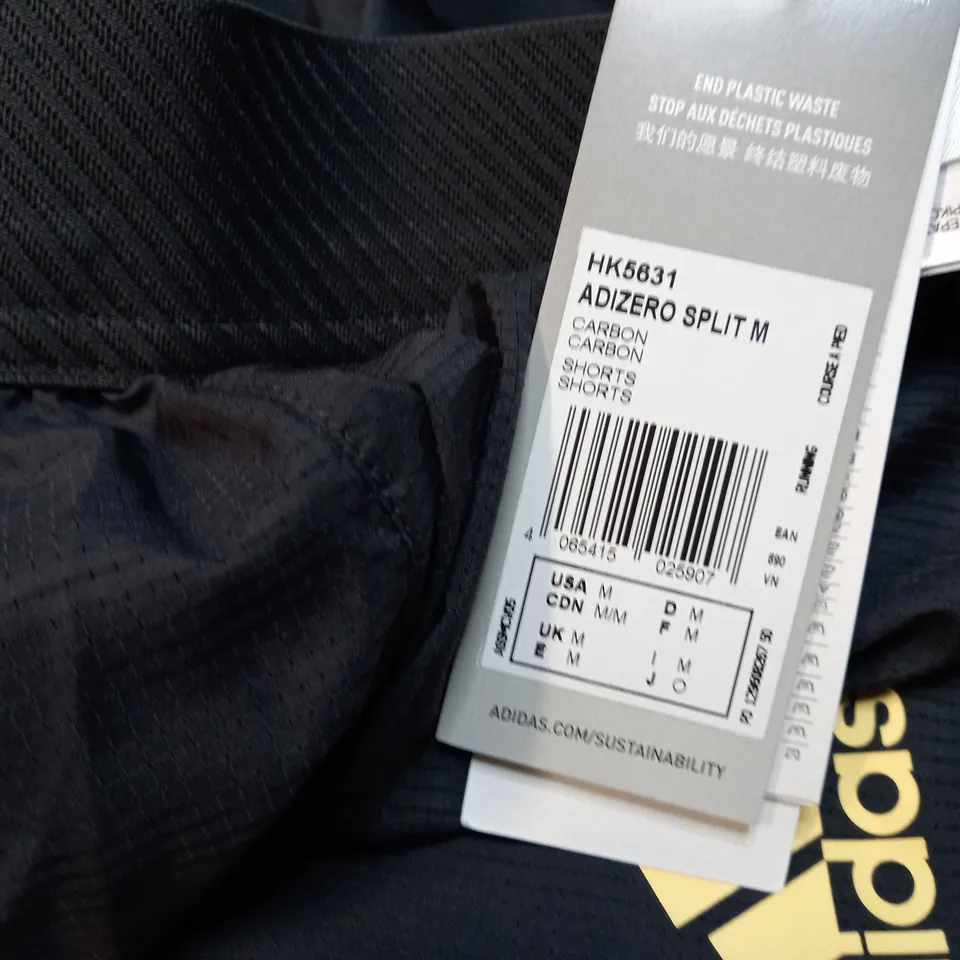 END PLASTIC WASTE
STOP AUX DÉCHETS PLASTIQUES
我们的愿景 终结塑料废物
HK5631
ADIZERO SPLIT M
CARBON
CARBON
SHORTS
SHORTS
COURSE A PIED
RUNNING
4 065415 025907
EAN
890
VN
USA M
CDN M/M
UK M
E M
D M
F M
I M
J O
ADIDAS.COM/SUSTAINABILITY
adidas